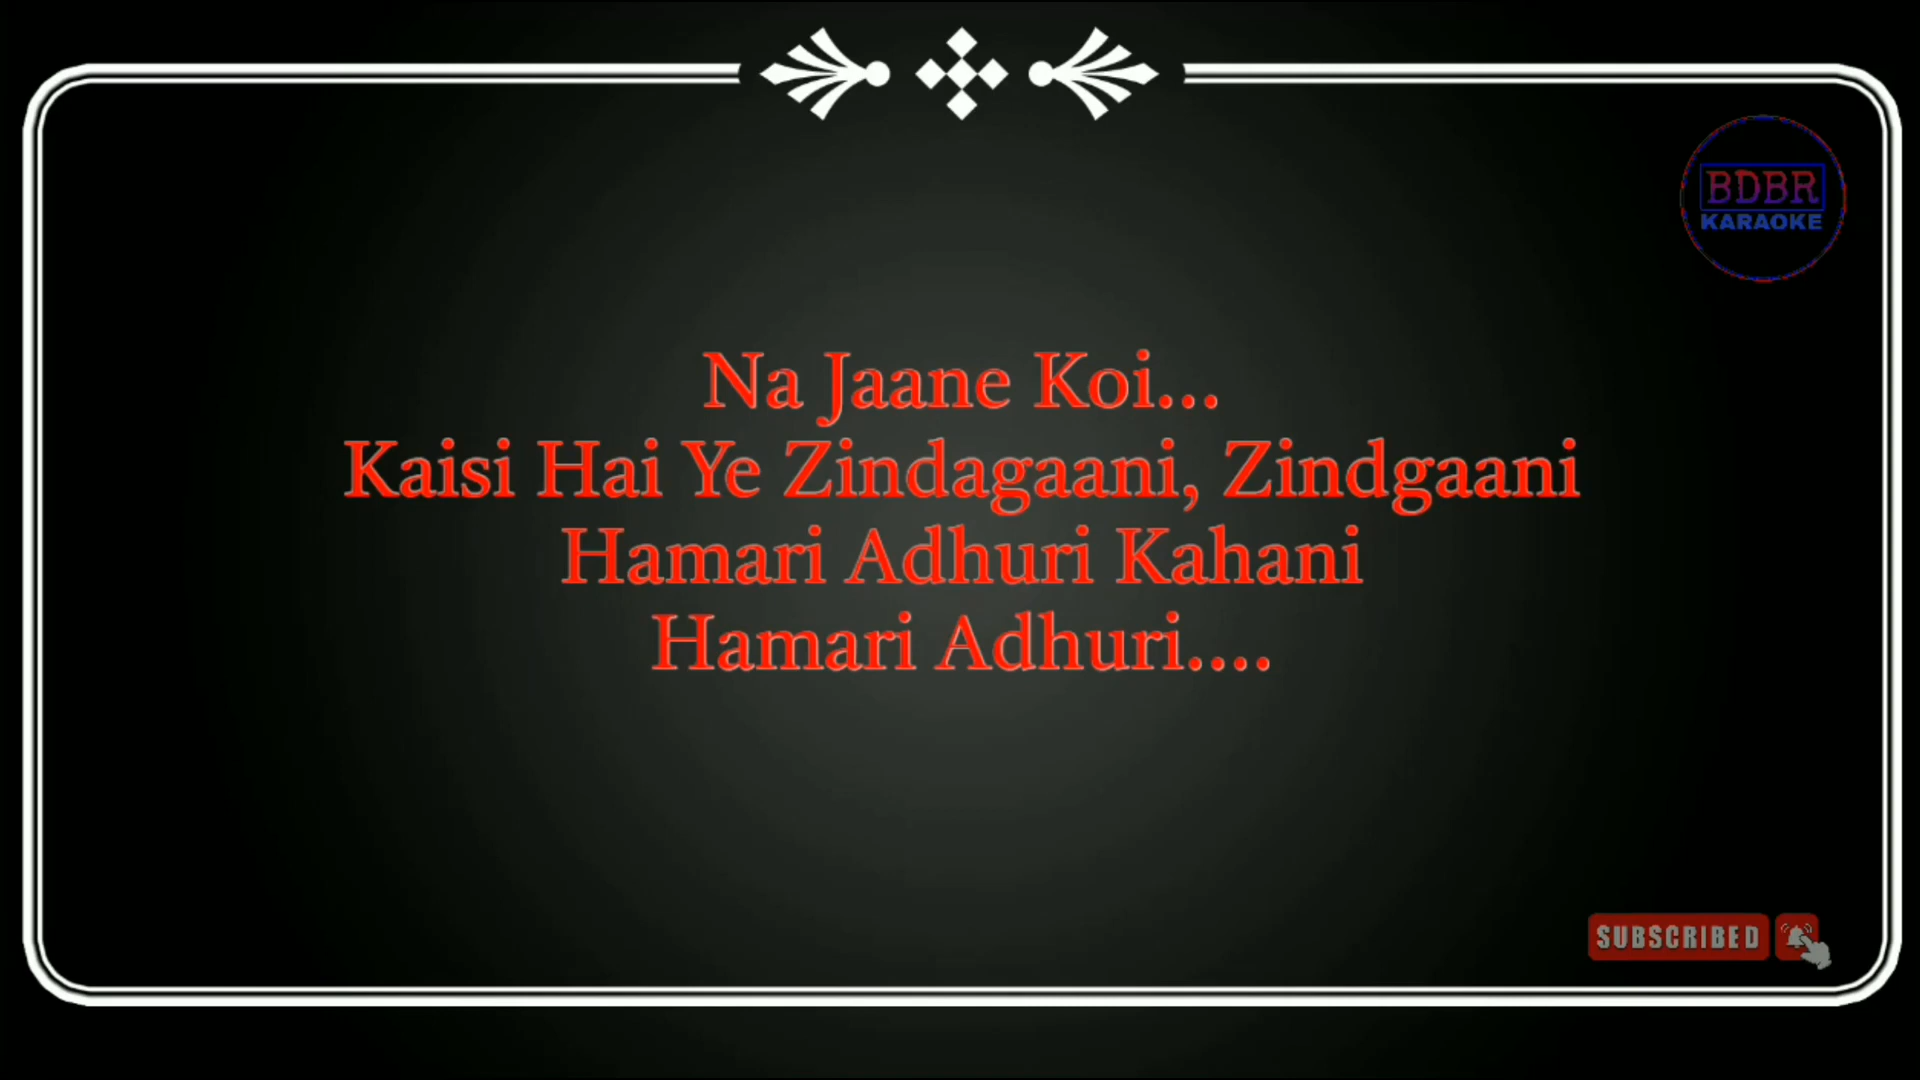 BDBR
KARAOKE
Na Jaane Koi...
Kaisi Hai Ye Zindagaani, Zindgaani
Hamari Adhuri Kahani
Hamari Adhuri....
SUBSCRIBED